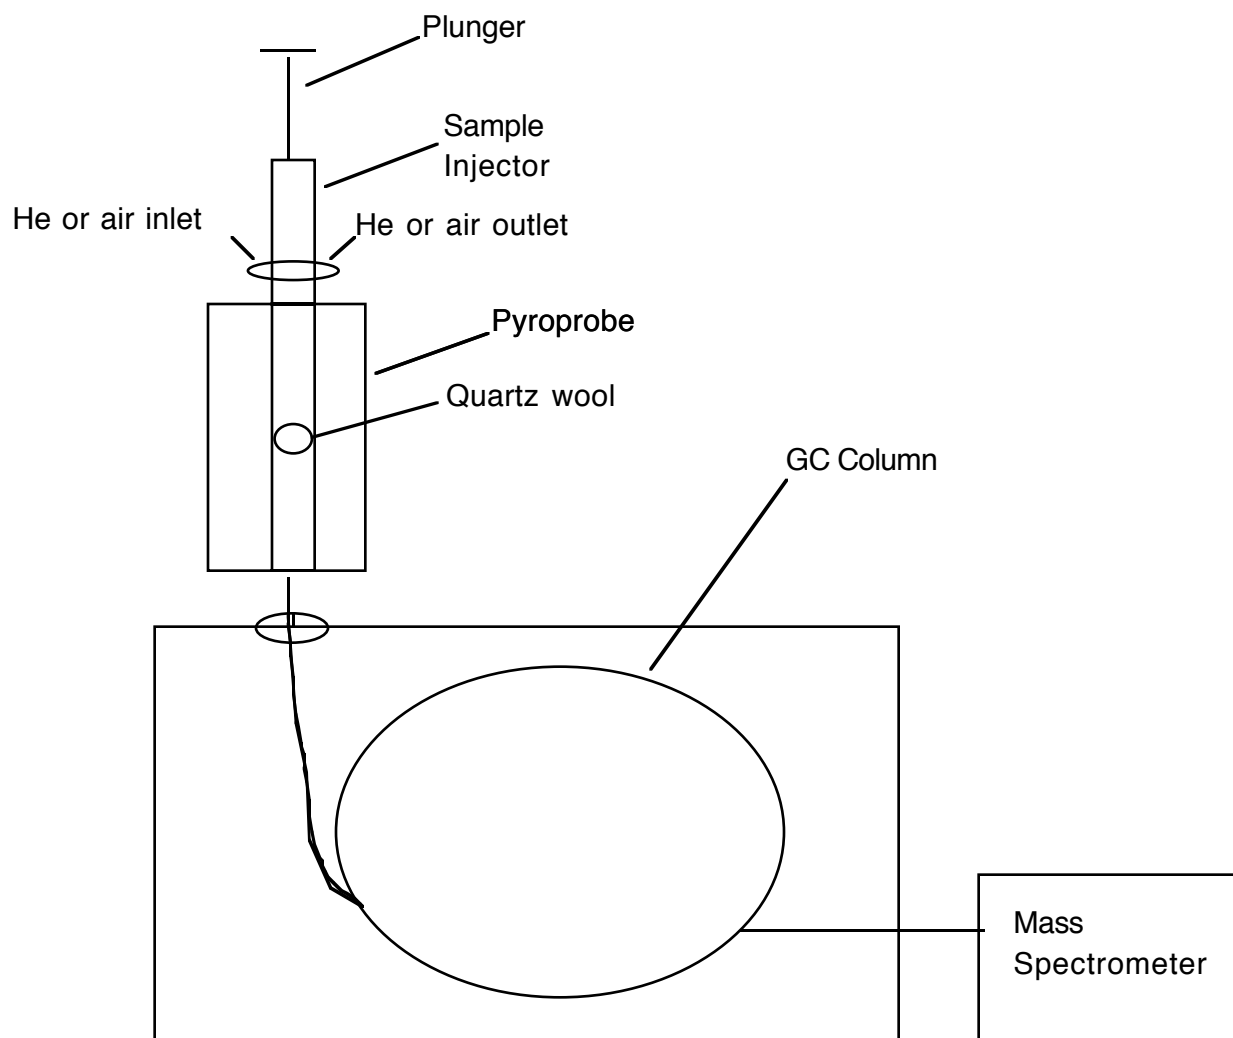 Plunger
Sample
Injector
He or air inlet
He or air outlet
Pyroprobe
Quartz wool
GC Column
Mass
Spectrometer